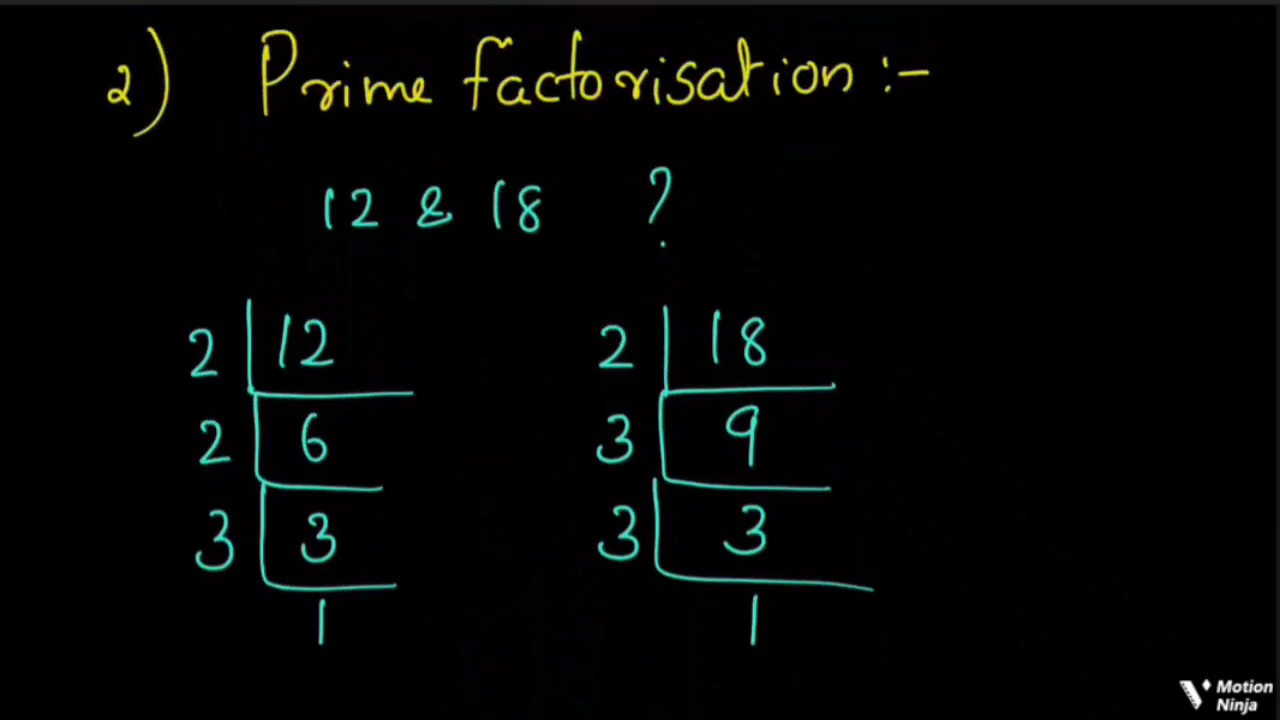 2) Prime factorisation :-
12 & 18 ?
2 12 2 18
2 6 3 9
3 3 3 3
1 1
Motion
Ninja